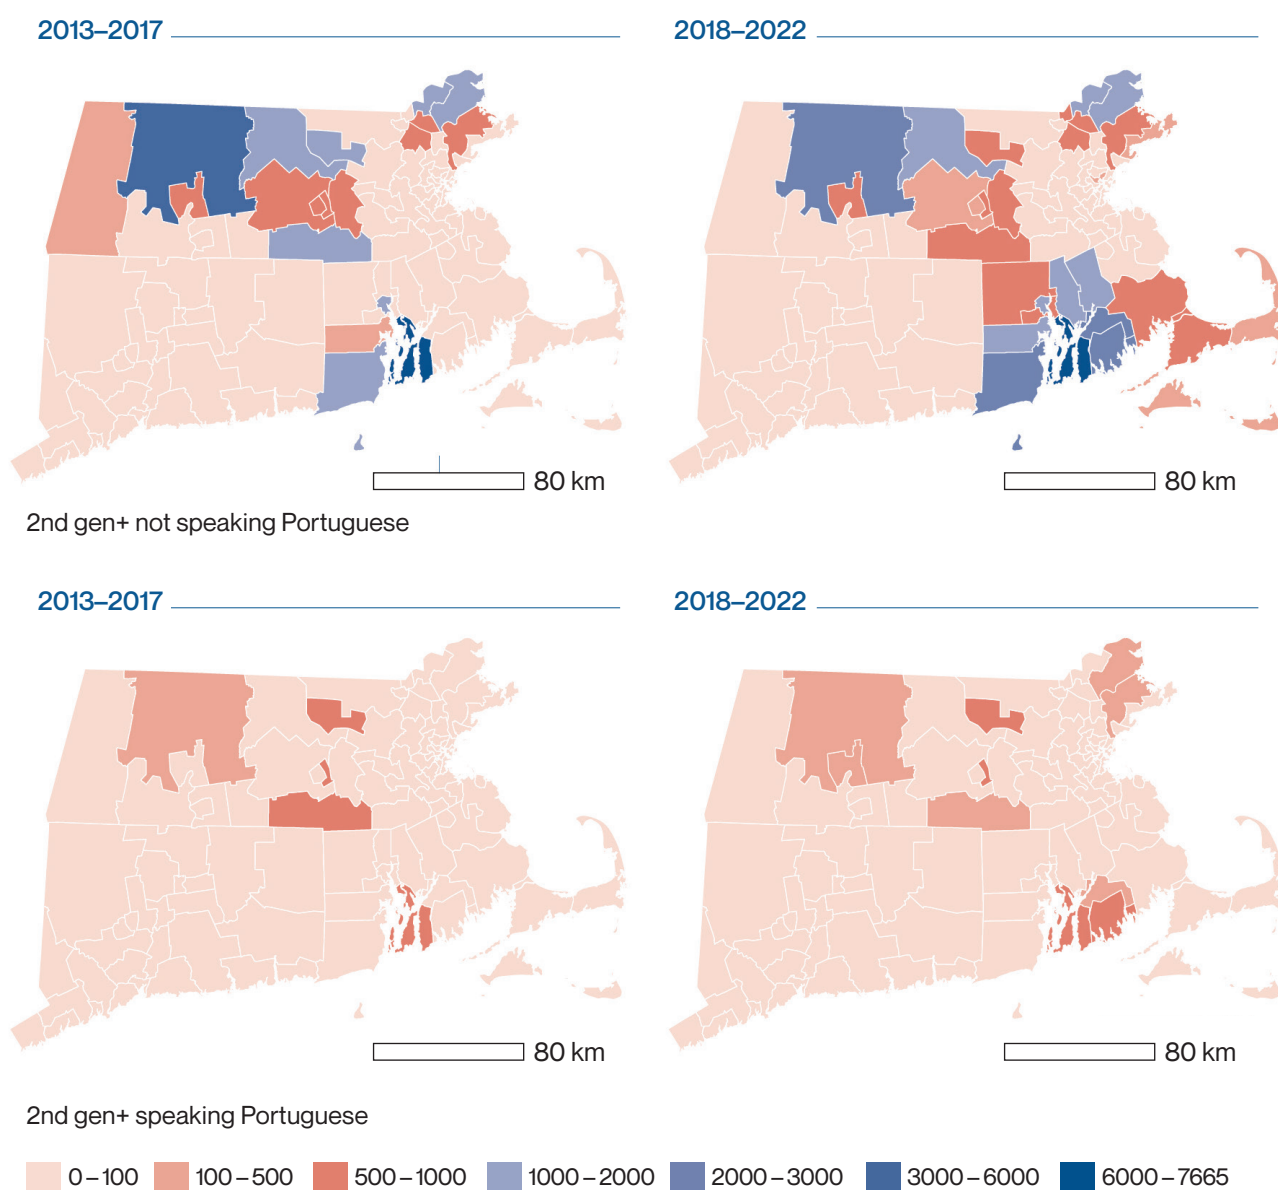 2013–2017
2018–2022
80 km
80 km
2nd gen+ not speaking Portuguese
2013–2017
2018–2022
80 km
80 km
2nd gen+ speaking Portuguese
0–100
100–500
500–1000
1000–2000
2000–3000
3000–6000
6000–7665